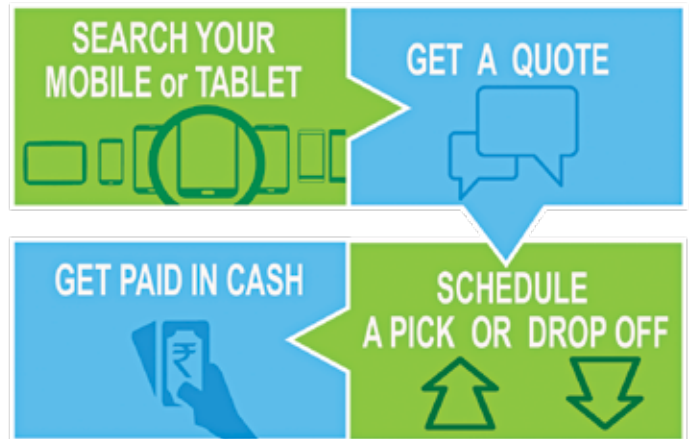 SEARCH YOUR
MOBILE or TABLET
GET A QUOTE
SCHEDULE
A PICK OR DROP OFF
GET PAID IN CASH
₹